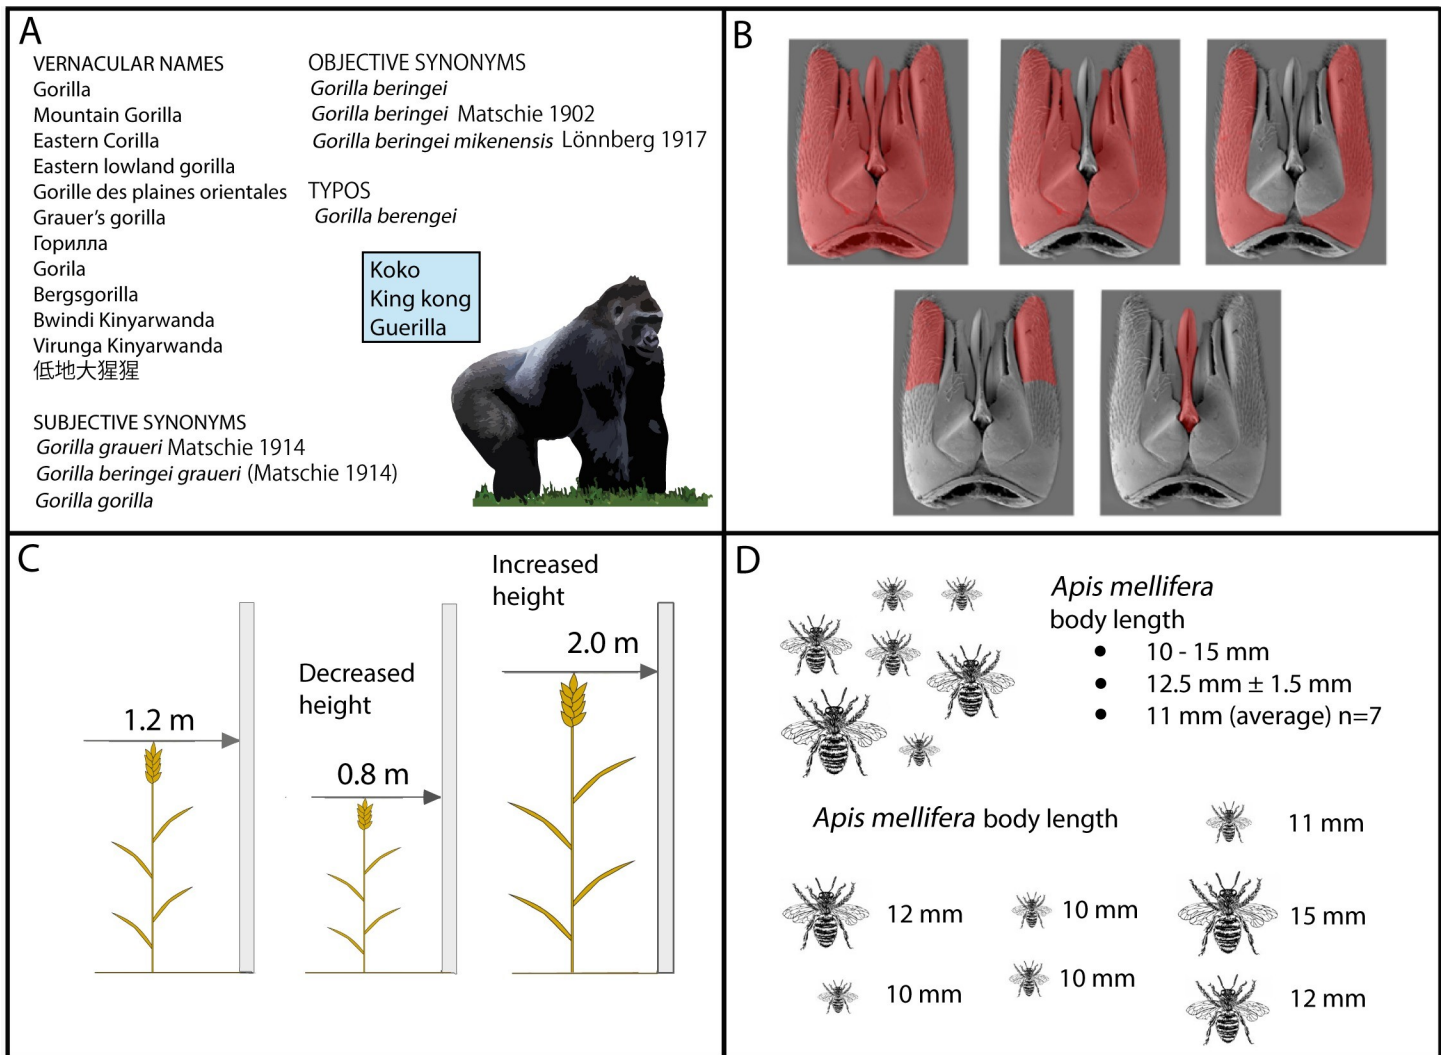 A
VERNACULAR NAMES
Gorilla
Mountain Gorilla
Eastern Corilla
Eastern lowland gorilla
Gorille des plaines orientales
Grauer's gorilla
Горилла
Gorila
Bergsgorilla
Bwindi Kinyarwanda
Virunga Kinyarwanda
低地大猩猩
SUBJECTIVE SYNONYMS
Gorilla graueri Matschie 1914
Gorilla beringei graueri (Matschie 1914)
Gorilla gorilla
OBJECTIVE SYNONYMS
Gorilla beringei
Gorilla beringei Matschie 1902
Gorilla beringei mikenensis Lönnberg 1917
TYPOS
Gorilla berengei
Koko
King kong
Guerilla
B
C
1.2 m
Decreased
height
0.8 m
Increased
height
2.0 m
D
Apis mellifera
body length
• 10 - 15 mm
• 12.5 mm ± 1.5 mm
• 11 mm (average) n=7
Apis mellifera body length
11 mm
12 mm
10 mm
15 mm
10 mm
10 mm
12 mm